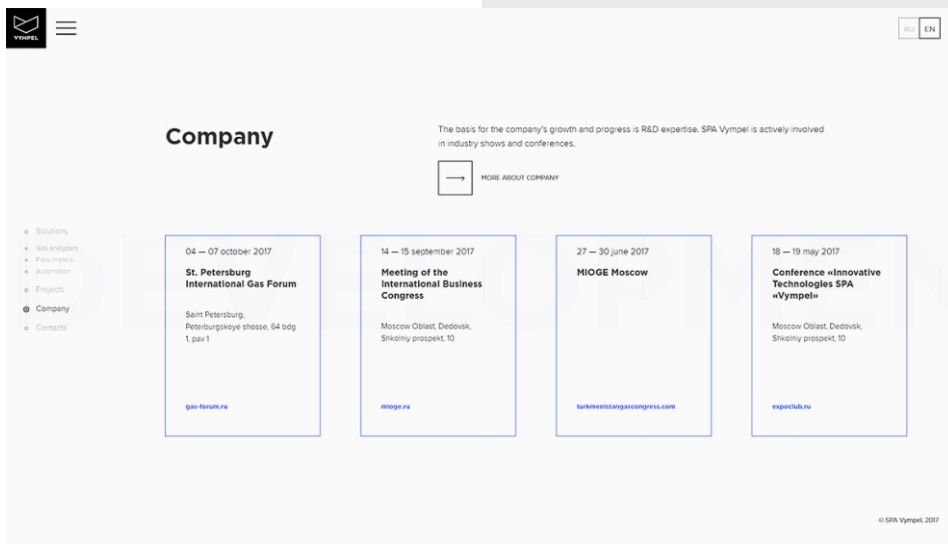 VYMPEL
RU EN
Company
The basis for the company's growth and progress is R&D expertise. SPA Vympel is actively involved
in industry shows and conferences.
MORE ABOUT COMPANY
Solutions
Gas analyzers
Flow meters
Automation
Projects
Company
Contacts
DEVELOPMENT
04 — 07 october 2017
St. Petersburg
International Gas Forum
Saint Petersburg,
Peterburgskoye shosse, 64 bdg
1, pav 1
gas-forum.ru
14 — 15 september 2017
Meeting of the
International Business
Congress
Moscow Oblast, Dedovsk,
Shkolniy prospekt, 10
mioge.ru
27 — 30 june 2017
MIOGE Moscow
turkmenistangascongress.com
18 — 19 may 2017
Conference «Innovative
Technologies SPA
«Vympel»
Moscow Oblast, Dedovsk,
Shkolniy prospekt, 10
expoclub.ru
© SPA Vympel, 2017